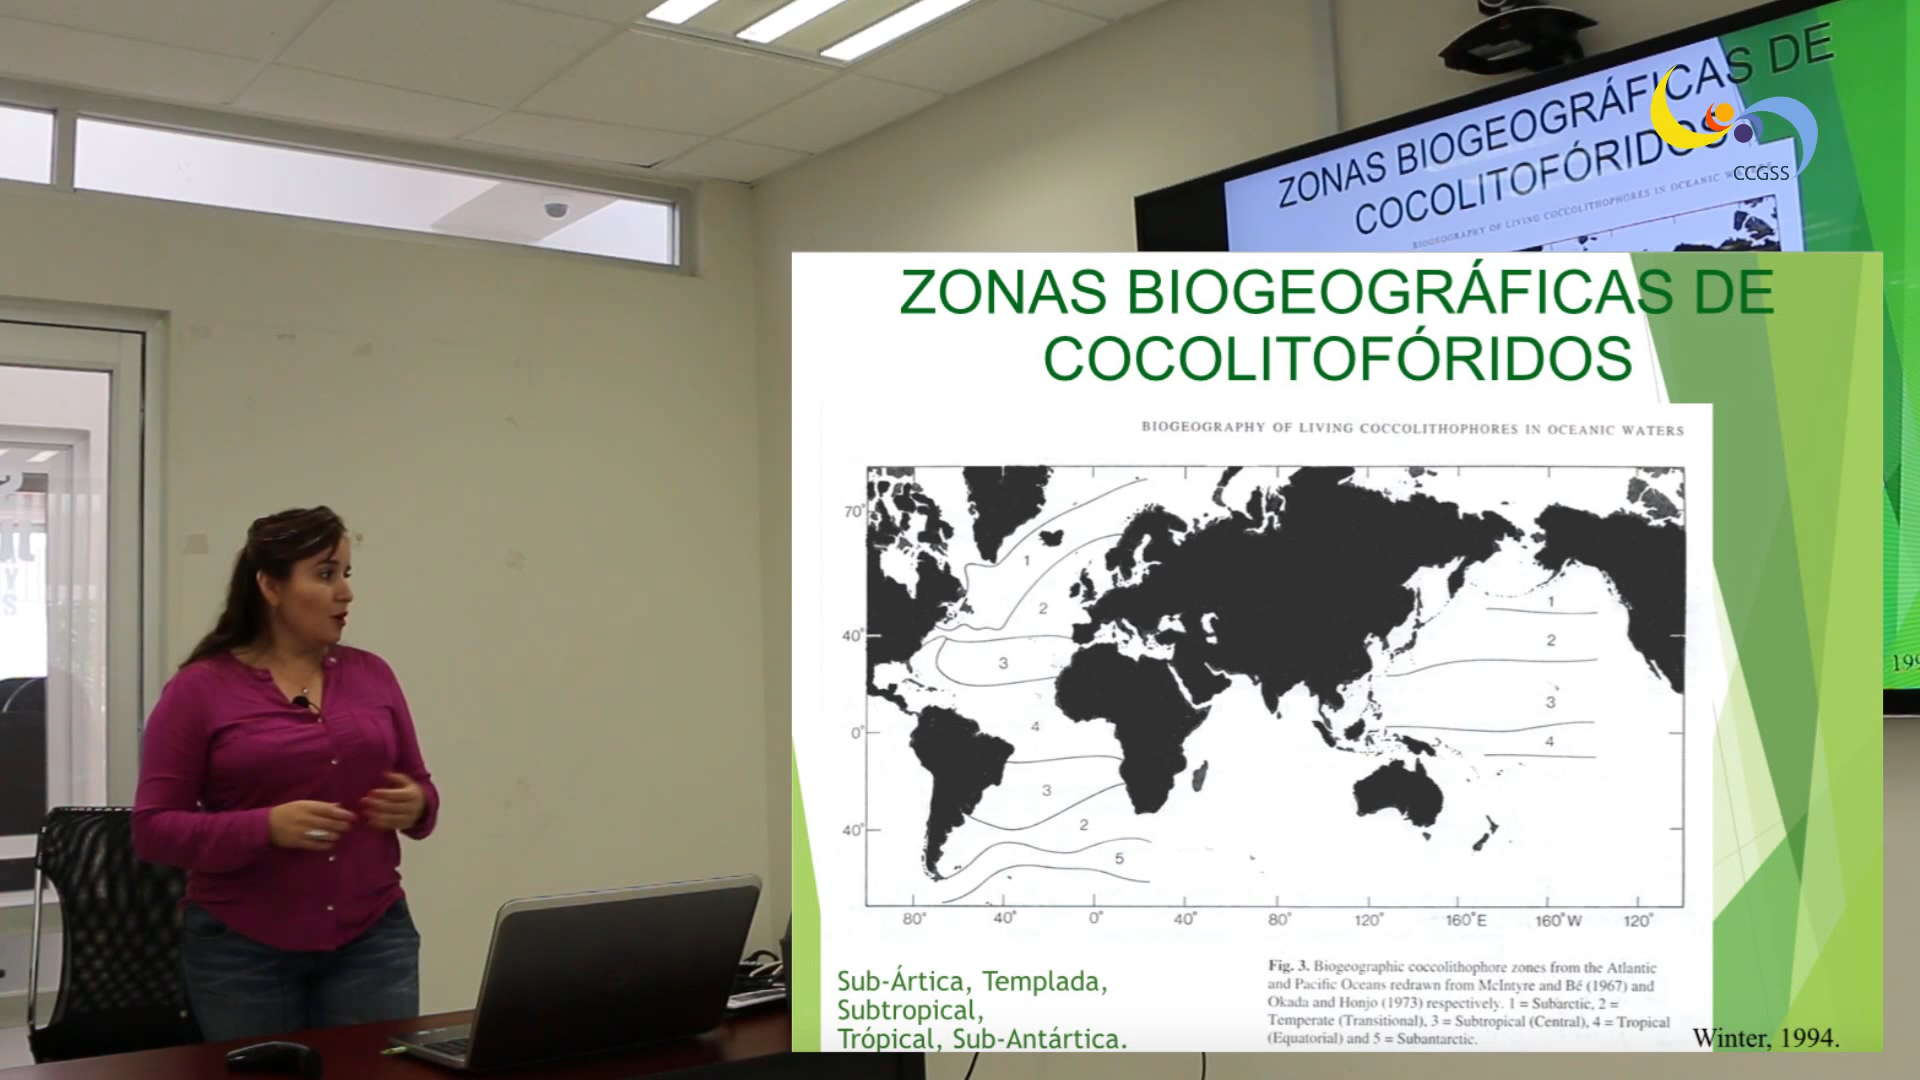 ZONAS BIOGEOGRÁFICAS DE
COCOLITOFÓRIDOS
BIOGEOGRAPHY OF LIVING COCCOLITHOPHORES IN OCEANIC W
CCGSS
199
ZONAS BIOGEOGRÁFICAS DE
COCOLITOFÓRIDOS
BIOGEOGRAPHY OF LIVING COCCOLITHOPHORES IN OCEANIC WATERS
70°
40°
0°
40°
1
2
3
4
3
2
5
1
2
3
4
80° 40° 0° 40° 80° 120° 160°E 160°W 120°
Sub-Ártica, Templada,
Subtropical,
Trópical, Sub-Antártica.
Fig. 3. Biogeographic coccolithophore zones from the Atlantic
and Pacific Oceans redrawn from McIntyre and Bé (1967) and
Okada and Honjo (1973) respectively. 1 = Subarctic, 2 =
Temperate (Transitional), 3 = Subtropical (Central), 4 = Tropical
(Equatorial) and 5 = Subantarctic.
Winter, 1994.